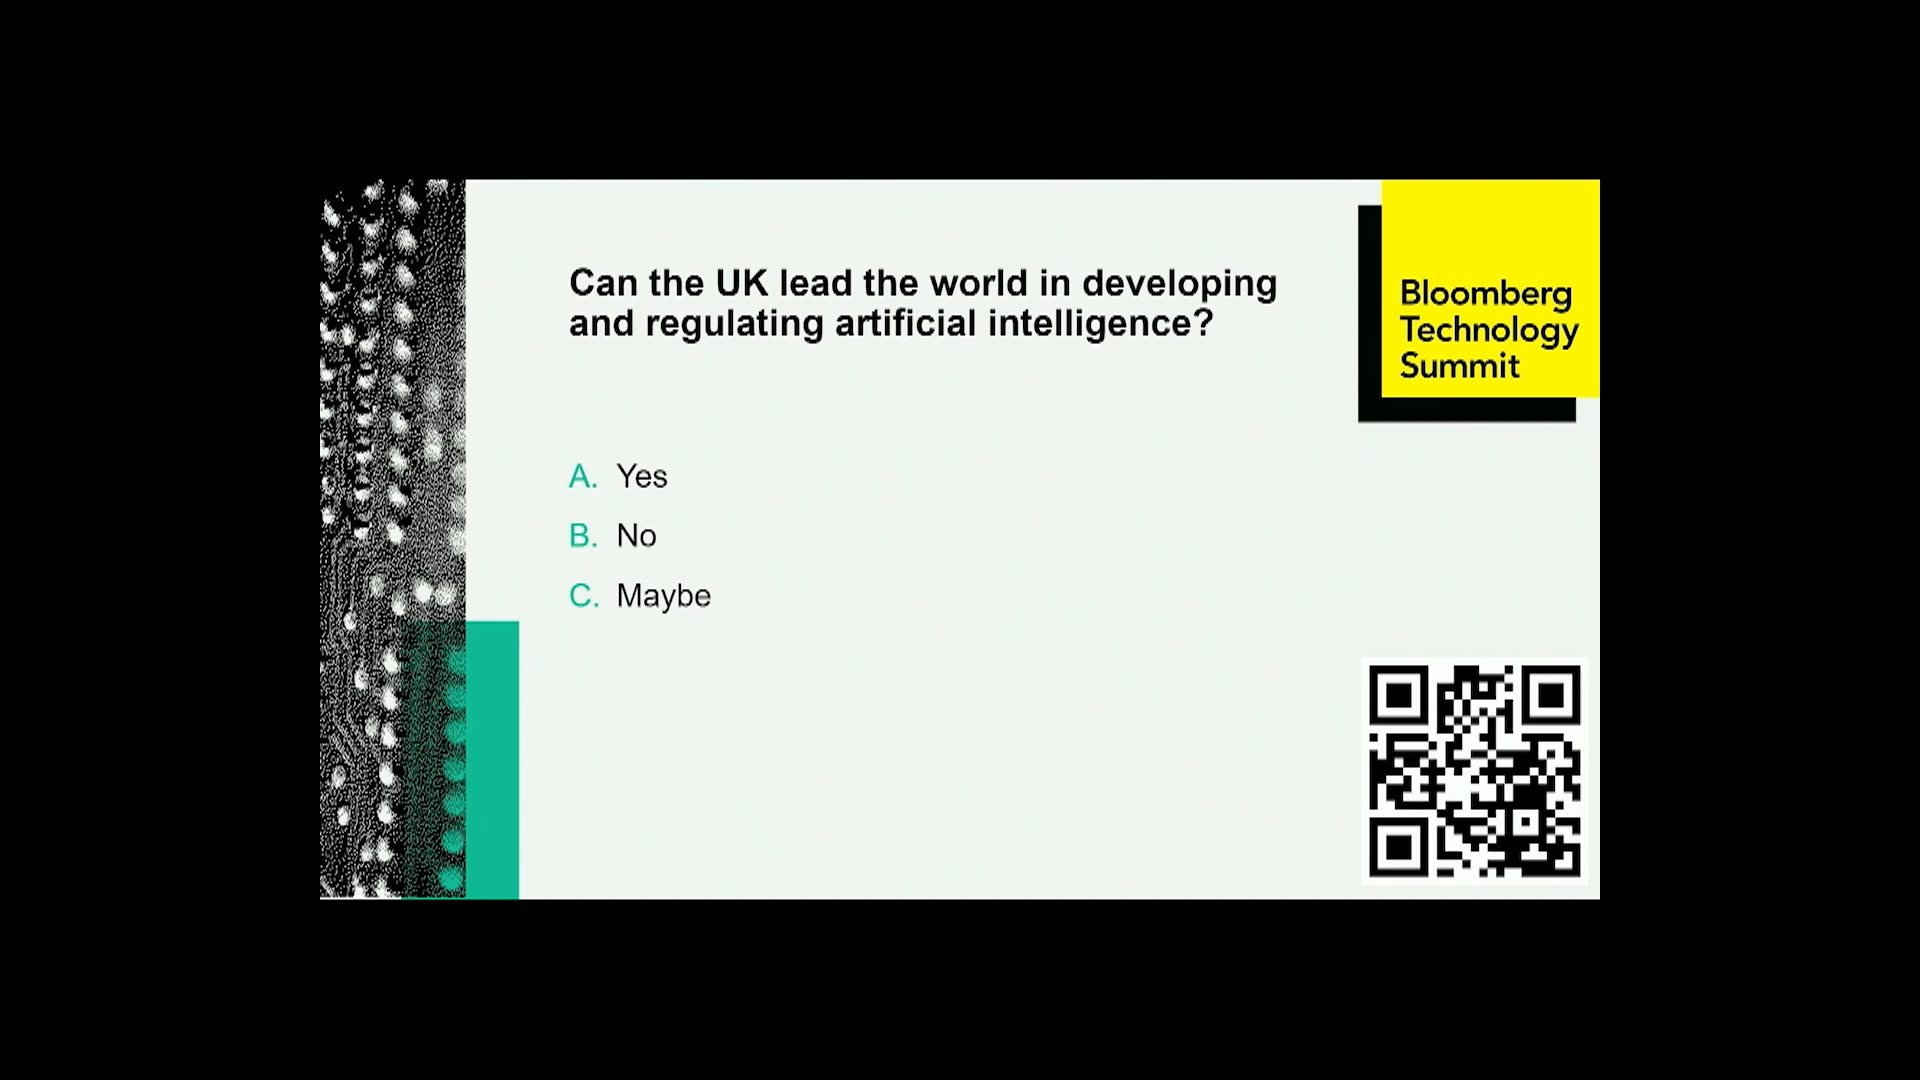 Can the UK lead the world in developing
and regulating artificial intelligence?
Bloomberg
Technology
Summit
A. Yes
B. No
C. Maybe